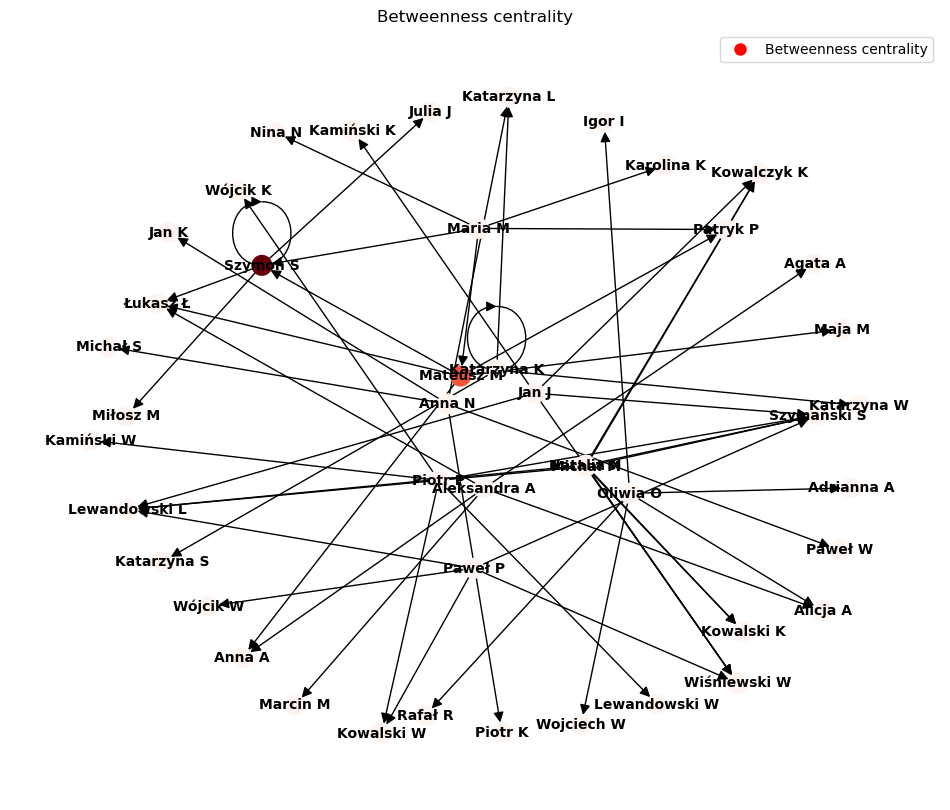 Betweenness centrality
Betweenness centrality
Katarzyna L
Julia J
Igor I
Nina N
Kamiński K
Karolina K
Kowalczyk K
Wójcik K
Maria M
Patryk P
Jan K
Szymon S
Agata A
Łukasz Ł
Maja M
Michał S
Katarzyna K
Mateusz M
Jan J
Anna N
Katarzyna W
Szymański S
Miłosz M
Kamiński W
Piotr P
Aleksandra A
Oliwia O
Adrianna A
Lewandowski L
Paweł W
Katarzyna S
Paweł P
Wójcik W
Alicja A
Kowalski K
Anna A
Wiśniewski W
Marcin M
Lewandowski W
Rafał R
Wojciech W
Kowalski W
Piotr K